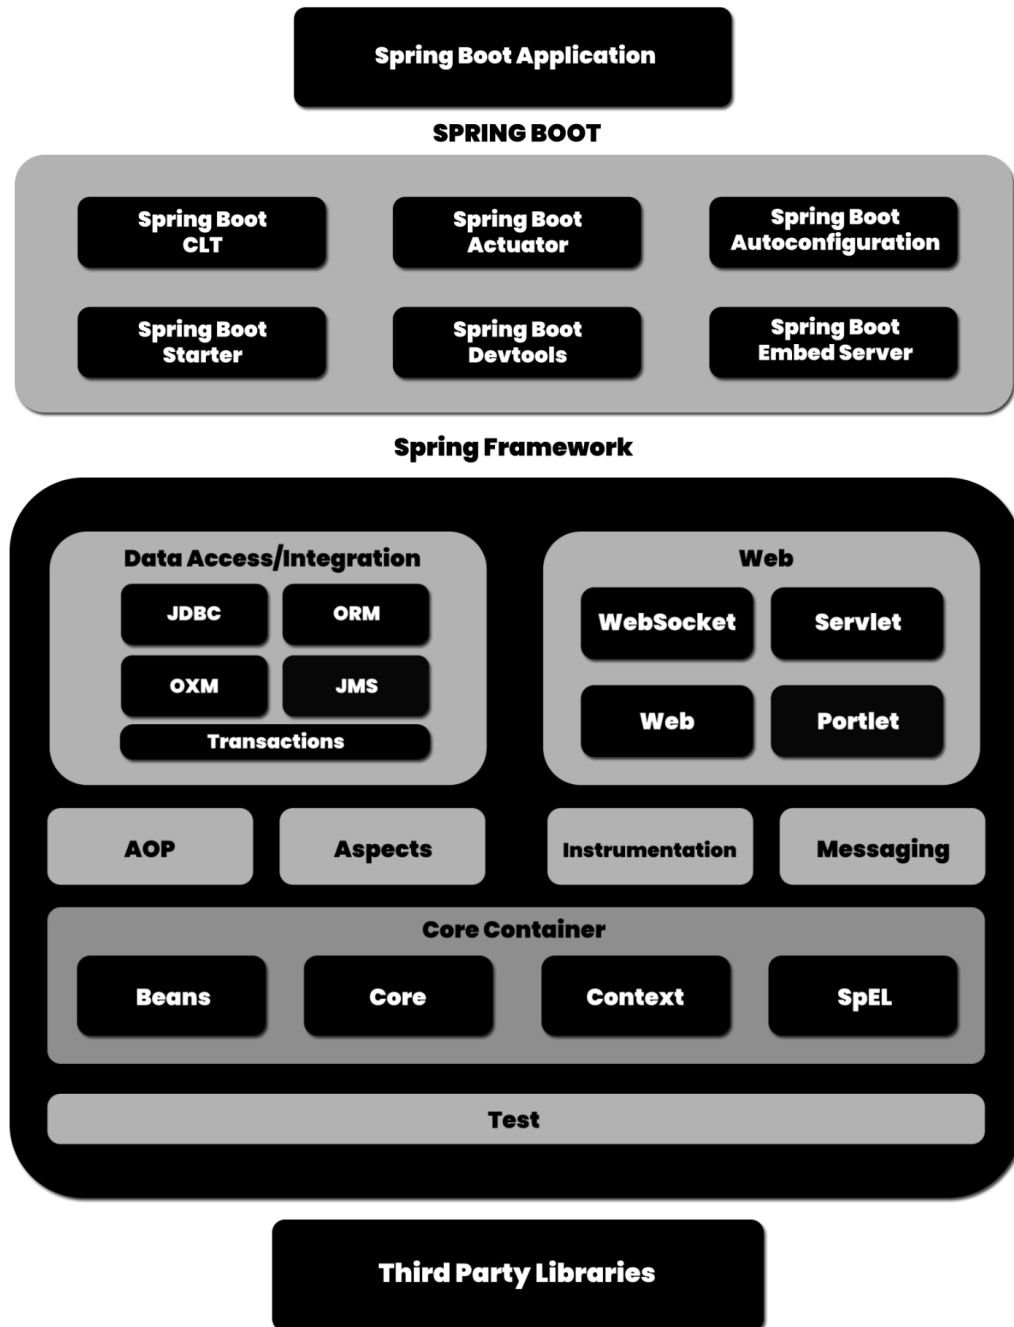 Spring Boot Application
SPRING BOOT
Spring Boot
CLT
Spring Boot
Actuator
Spring Boot
Autoconfiguration
Spring Boot
Starter
Spring Boot
Devtools
Spring Boot
Embed Server
Spring Framework
Data Access/Integration
JDBC
ORM
OXM
JMS
Transactions
Web
WebSocket
Servlet
Web
Portlet
AOP
Aspects
Instrumentation
Messaging
Core Container
Beans
Core
Context
SpEL
Test
Third Party Libraries